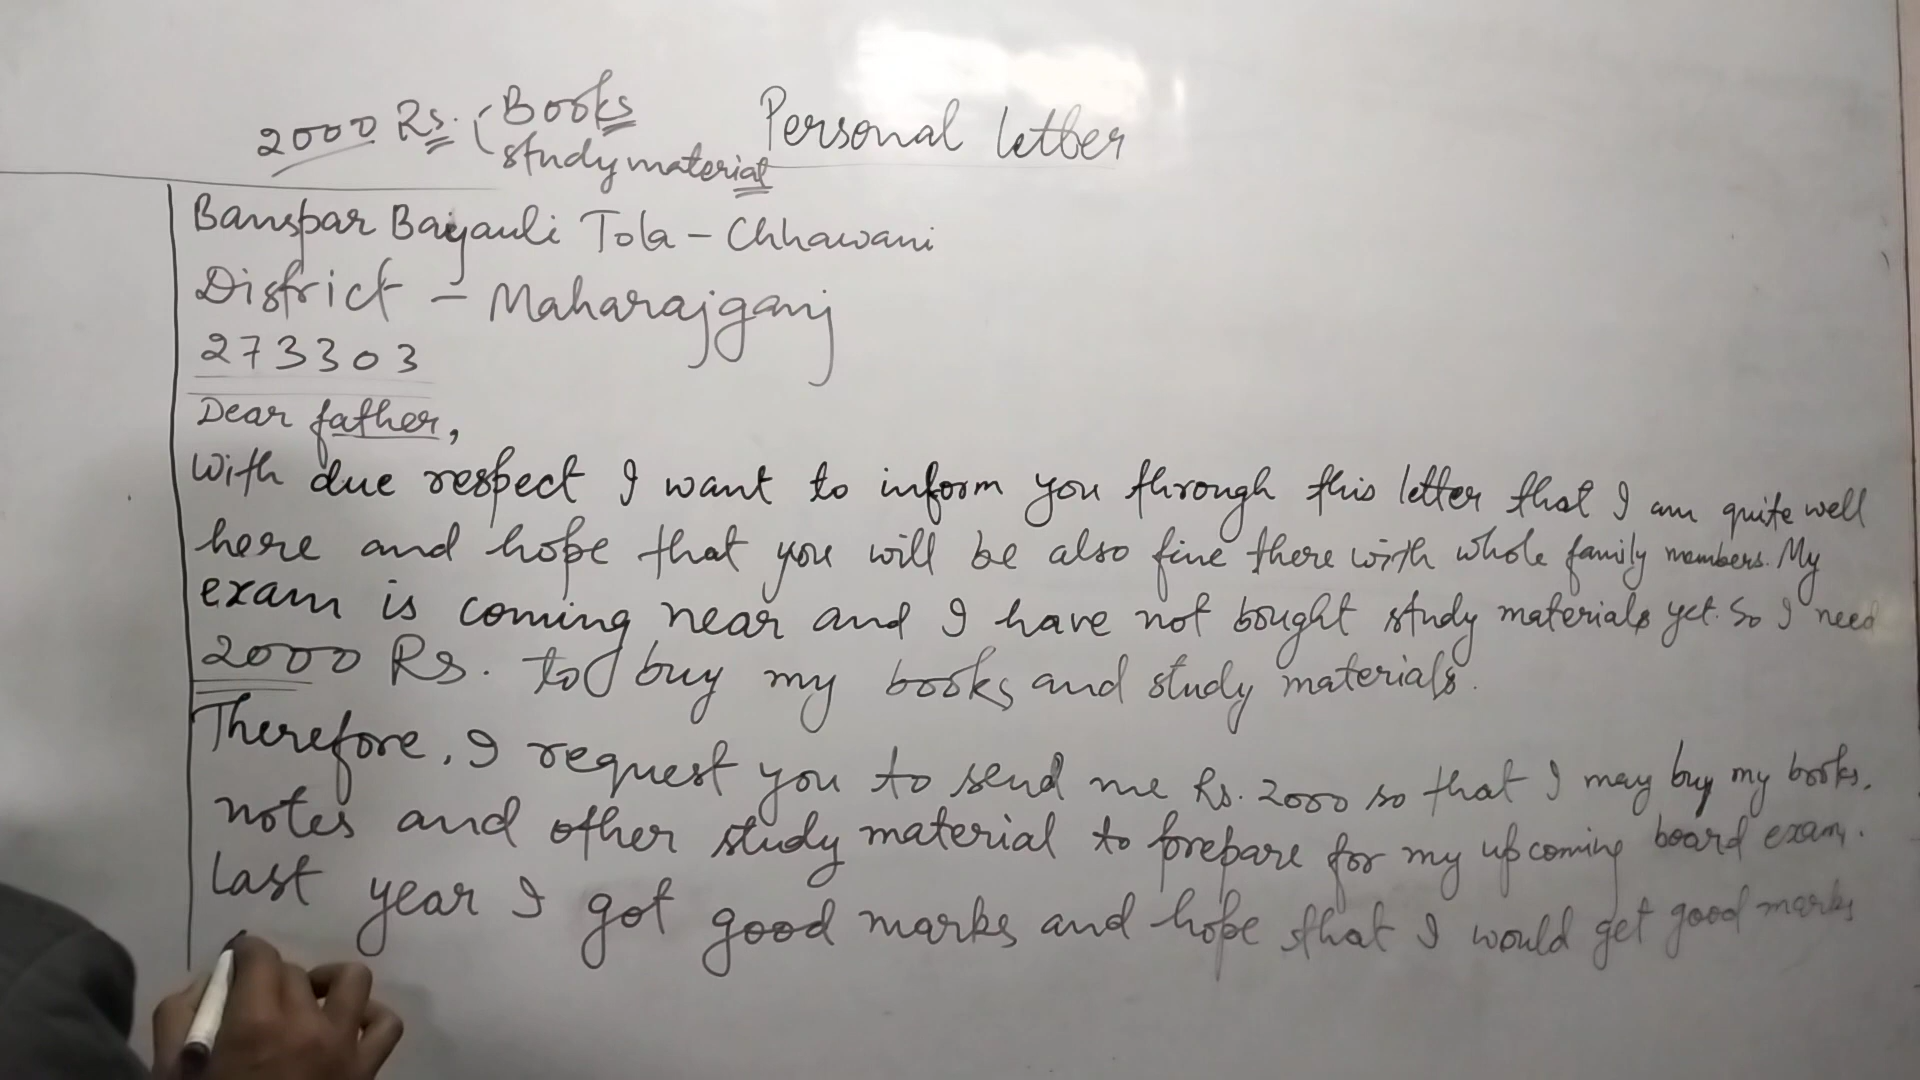 2000 Rs. Books
study material
Personal letter
Banspar Baijauli Tola - Chhawani
District - Maharajganj
273303
Dear father,
With due respect I want to inform you through this letter that I am quite well
here and hope that you will be also fine there with whole family members. My
exam is coming near and I have not bought study materials yet. So I need
2000 Rs. to buy my books and study materials.
Therefore, I request you to send me Rs. 2000 so that I may buy my books,
notes and other study material to prepare for my upcoming board exam.
Last year I got good marks and hope that I would get good marks